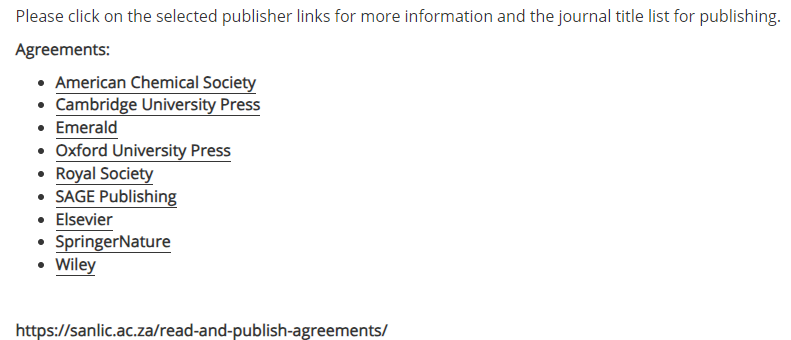 Please click on the selected publisher links for more information and the journal title list for publishing.
Agreements:
• American Chemical Society
• Cambridge University Press
• Emerald
• Oxford University Press
• Royal Society
• SAGE Publishing
• Elsevier
• SpringerNature
• Wiley
https://sanlic.ac.za/read-and-publish-agreements/